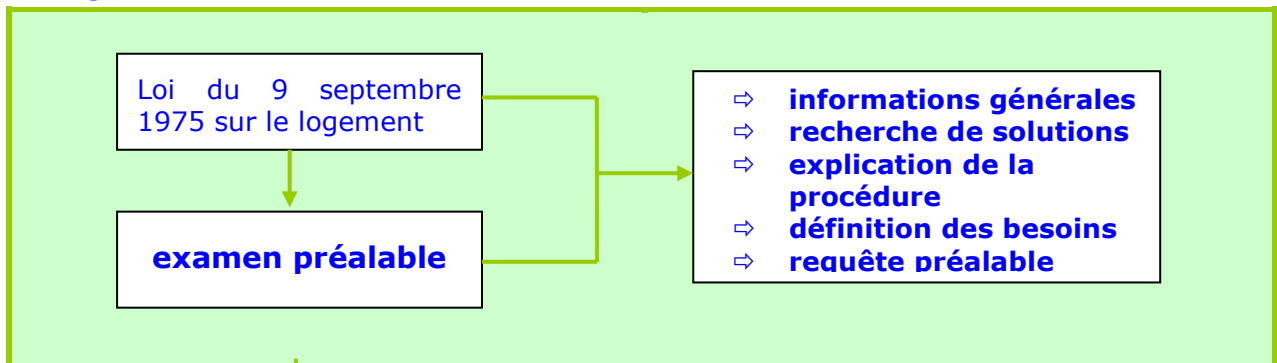 Loi du 9 septembre
1975 sur le logement
examen préalable
⇨ informations générales
⇨ recherche de solutions
⇨ explication de la
procédure
⇨ définition des besoins
⇨ requête préalable